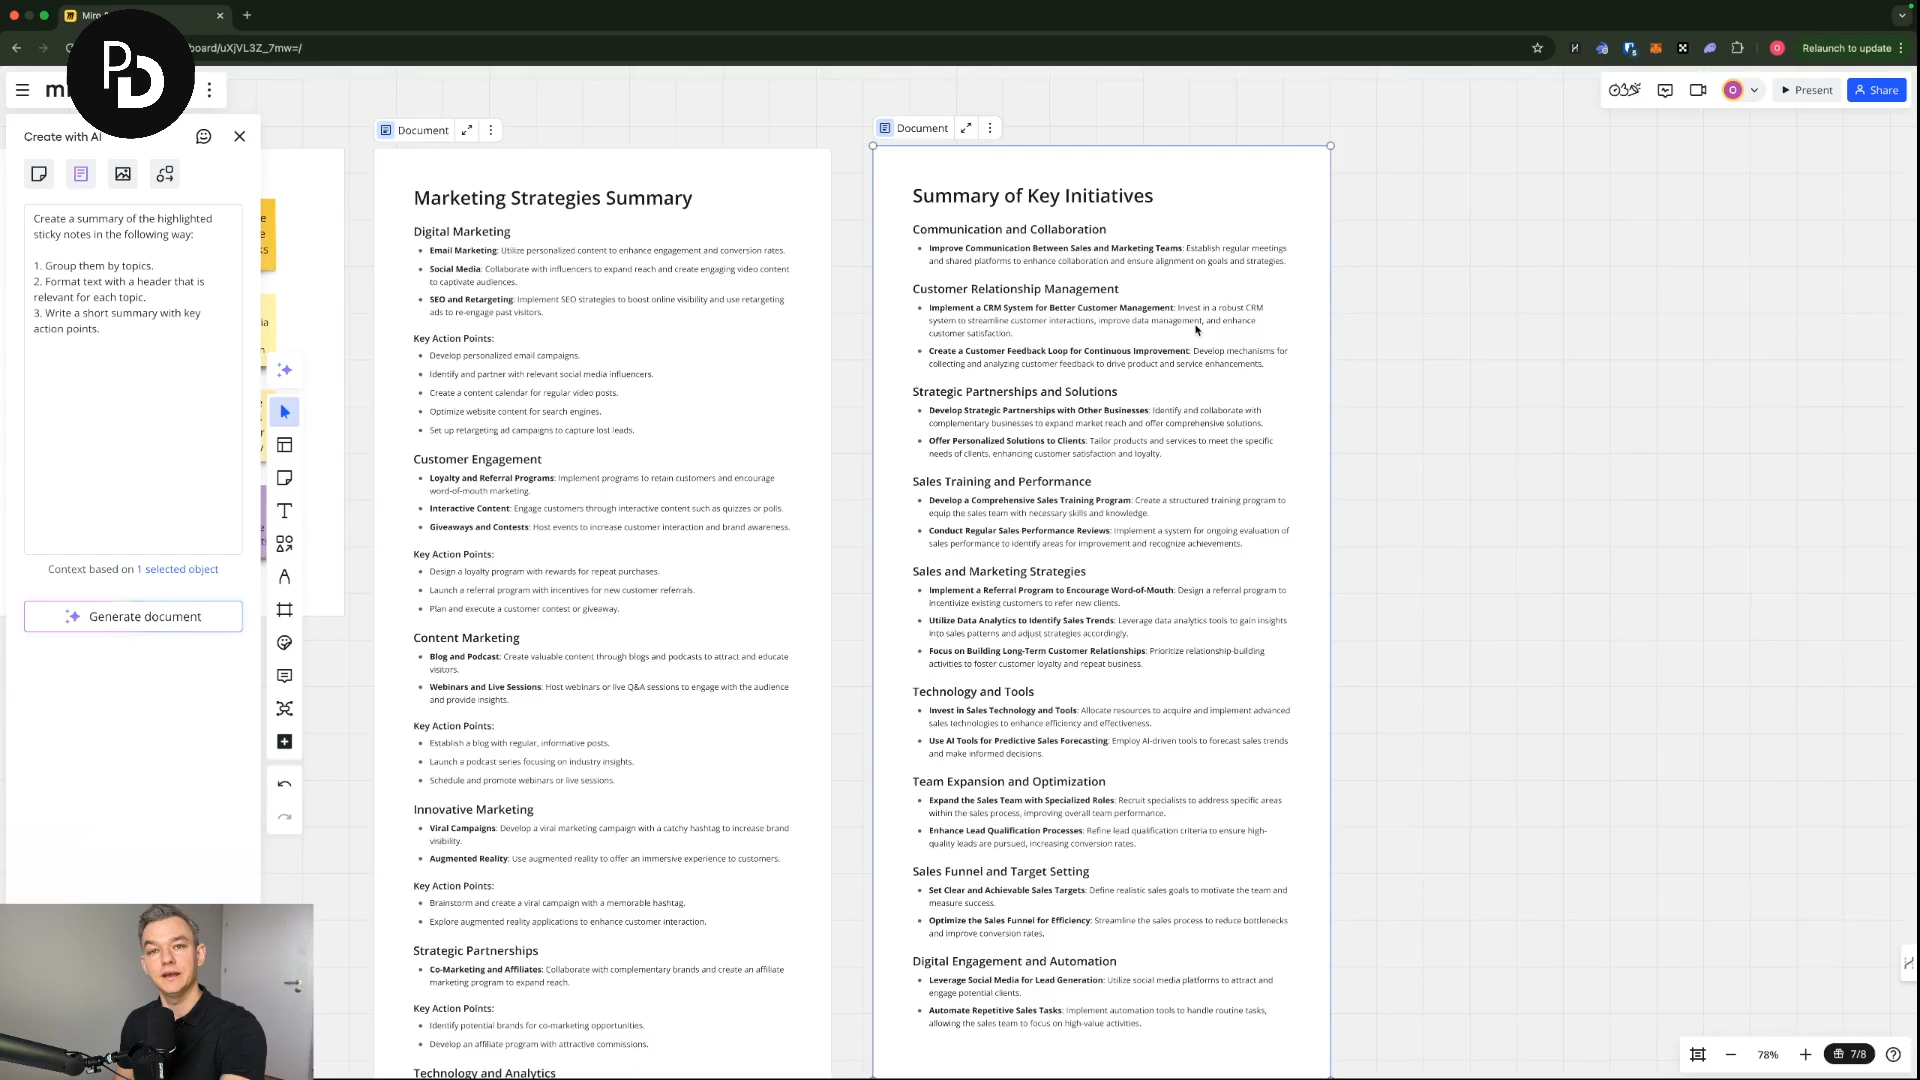 Miro
board/uXjVL3Z_7mw=/
Relaunch to update
PD
Present
Share
Create with AI
Create a summary of the highlighted
sticky notes in the following way:
1. Group them by topics.
2. Format text with a header that is
relevant for each topic.
3. Write a short summary with key
action points.
Context based on 1 selected object
Generate document
Document
Marketing Strategies Summary
Digital Marketing
Email Marketing: Utilize personalized content to enhance engagement and conversion rates.
Social Media: Collaborate with influencers to expand reach and create engaging video content
to captivate audiences.
SEO and Retargeting: Implement SEO strategies to boost online visibility and use retargeting
ads to re-engage past visitors.
Key Action Points:
Develop personalized email campaigns.
Identify and partner with relevant social media influencers.
Create a content calendar for regular video posts.
Optimize website content for search engines.
Set up retargeting ad campaigns to capture lost leads.
Customer Engagement
Loyalty and Referral Programs: Implement programs to retain customers and encourage
word-of-mouth marketing.
Interactive Content: Engage customers through interactive content such as quizzes or polls.
Giveaways and Contests: Host events to increase customer interaction and brand awareness.
Key Action Points:
Design a loyalty program with rewards for repeat purchases.
Launch a referral program with incentives for new customer referrals.
Plan and execute a customer contest or giveaway.
Content Marketing
Blog and Podcast: Create valuable content through blogs and podcasts to attract and educate
visitors.
Webinars and Live Sessions: Host webinars or live Q&A sessions to engage with the audience
and provide insights.
Key Action Points:
Establish a blog with regular, informative posts.
Launch a podcast series focusing on industry insights.
Schedule and promote webinars or live sessions.
Innovative Marketing
Viral Campaigns: Develop a viral marketing campaign with a catchy hashtag to increase brand
visibility.
Augmented Reality: Use augmented reality to offer an immersive experience to customers.
Key Action Points:
Brainstorm and create a viral campaign with a memorable hashtag.
Explore augmented reality applications to enhance customer interaction.
Strategic Partnerships
Co-Marketing and Affiliates: Collaborate with complementary brands and create an affiliate
marketing program to expand reach.
Key Action Points:
Identify potential brands for co-marketing opportunities.
Develop an affiliate program with attractive commissions.
Technology and Analytics
Document
Summary of Key Initiatives
Communication and Collaboration
Improve Communication Between Sales and Marketing Teams: Establish regular meetings
and shared platforms to enhance collaboration and ensure alignment on goals and strategies.
Customer Relationship Management
Implement a CRM System for Better Customer Management: Invest in a robust CRM
system to streamline customer interactions, improve data management, and enhance
customer satisfaction.
Create a Customer Feedback Loop for Continuous Improvement: Develop mechanisms for
collecting and analyzing customer feedback to drive product and service enhancements.
Strategic Partnerships and Solutions
Develop Strategic Partnerships with Other Businesses: Identify and collaborate with
complementary businesses to expand market reach and offer comprehensive solutions.
Offer Personalized Solutions to Clients: Tailor products and services to meet the specific
needs of clients, enhancing customer satisfaction and loyalty.
Sales Training and Performance
Develop a Comprehensive Sales Training Program: Create a structured training program to
equip the sales team with necessary skills and knowledge.
Conduct Regular Sales Performance Reviews: Implement a system for ongoing evaluation of
sales performance to identify areas for improvement and recognize achievements.
Sales and Marketing Strategies
Implement a Referral Program to Encourage Word-of-Mouth: Design a referral program to
incentivize existing customers to refer new clients.
Utilize Data Analytics to Identify Sales Trends: Leverage data analytics tools to gain insights
into sales patterns and adjust strategies accordingly.
Focus on Building Long-Term Customer Relationships: Prioritize relationship-building
activities to foster customer loyalty and repeat business.
Technology and Tools
Invest in Sales Technology and Tools: Allocate resources to acquire and implement advanced
sales technologies to enhance efficiency and effectiveness.
Use AI Tools for Predictive Sales Forecasting: Employ AI-driven tools to forecast sales trends
and make informed decisions.
Team Expansion and Optimization
Expand the Sales Team with Specialized Roles: Recruit specialists to address specific areas
within the sales process, improving overall team performance.
Enhance Lead Qualification Processes: Refine lead qualification criteria to ensure high-
quality leads are pursued, increasing conversion rates.
Sales Funnel and Target Setting
Set Clear and Achievable Sales Targets: Define realistic sales goals to motivate the team and
measure success.
Optimize the Sales Funnel for Efficiency: Streamline the sales process to reduce bottlenecks
and improve conversion rates.
Digital Engagement and Automation
Leverage Social Media for Lead Generation: Utilize social media platforms to attract and
engage potential clients.
Automate Repetitive Sales Tasks: Implement automation tools to handle routine tasks,
allowing the sales team to focus on high-value activities.
78%
7/8